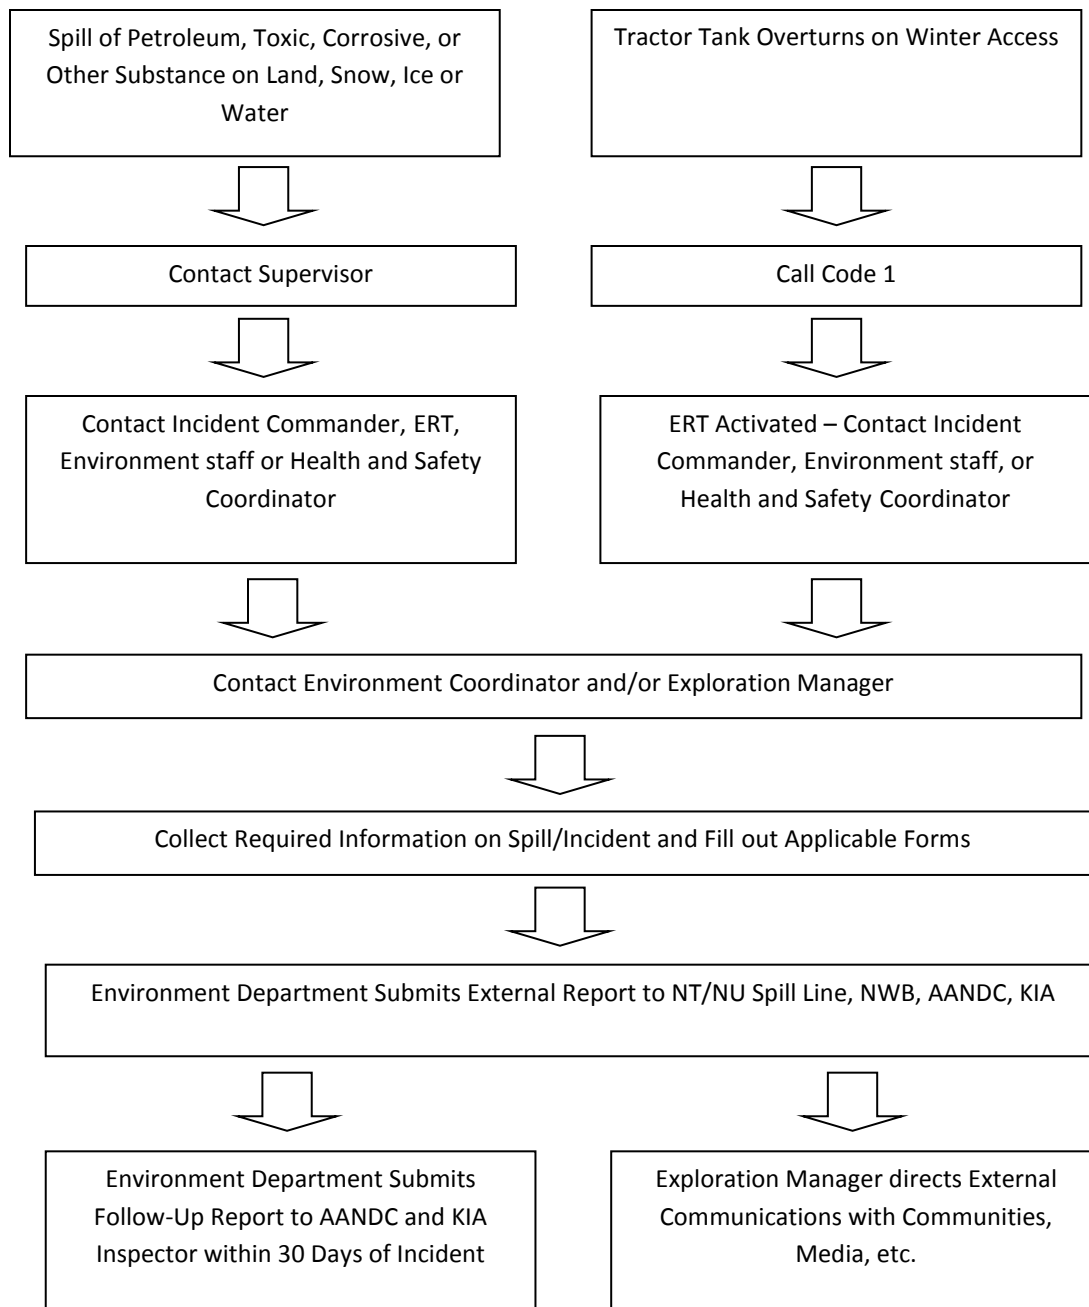 Spill of Petroleum, Toxic, Corrosive, or
Other Substance on Land, Snow, Ice or
Water
Tractor Tank Overturns on Winter Access
Contact Supervisor
Call Code 1
Contact Incident Commander, ERT,
Environment staff or Health and Safety
Coordinator
ERT Activated – Contact Incident
Commander, Environment staff, or
Health and Safety Coordinator
Contact Environment Coordinator and/or Exploration Manager
Collect Required Information on Spill/Incident and Fill out Applicable Forms
Environment Department Submits External Report to NT/NU Spill Line, NWB, AANDC, KIA
Environment Department Submits
Follow-Up Report to AANDC and KIA
Inspector within 30 Days of Incident
Exploration Manager directs External
Communications with Communities,
Media, etc.